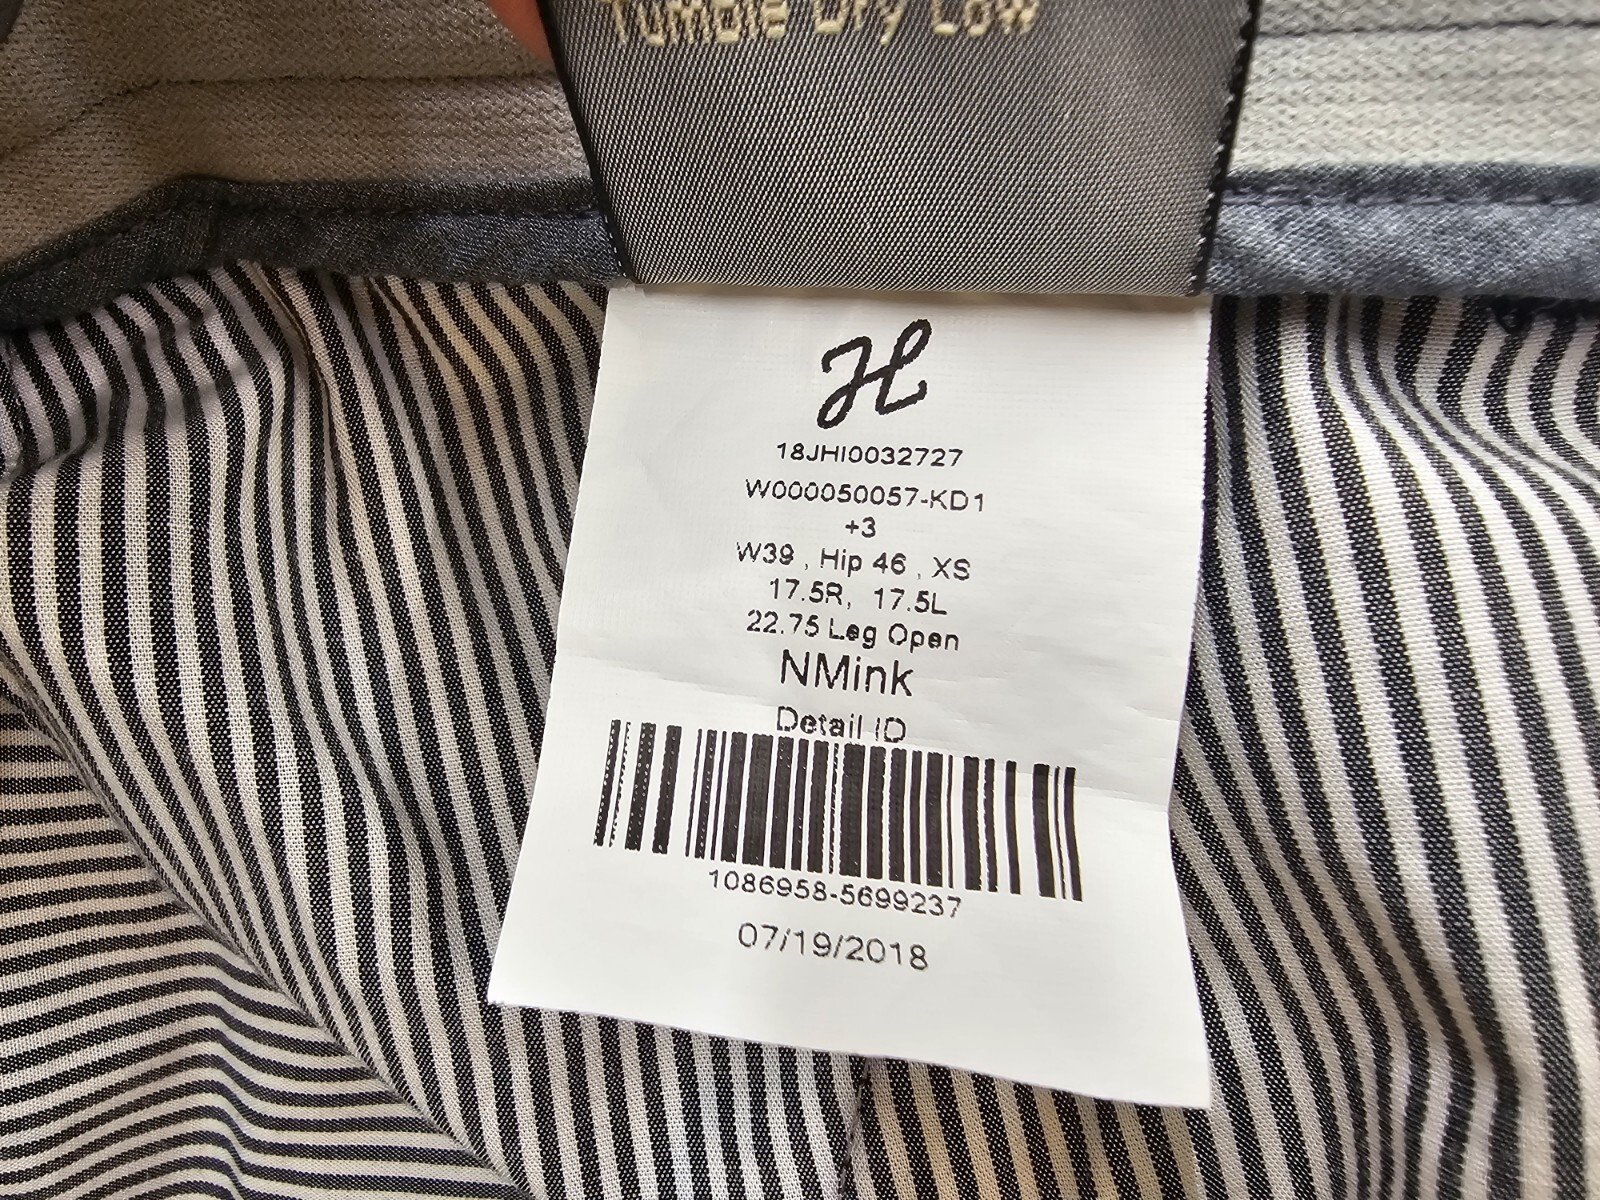 Tumble Dry Low
H
18JHI0032727
W000050057-KD1
+3
W39 , Hip 46 , XS
17.5R, 17.5L
22.75 Leg Open
NMink
Detail ID
1086958-5699237
07/19/2018